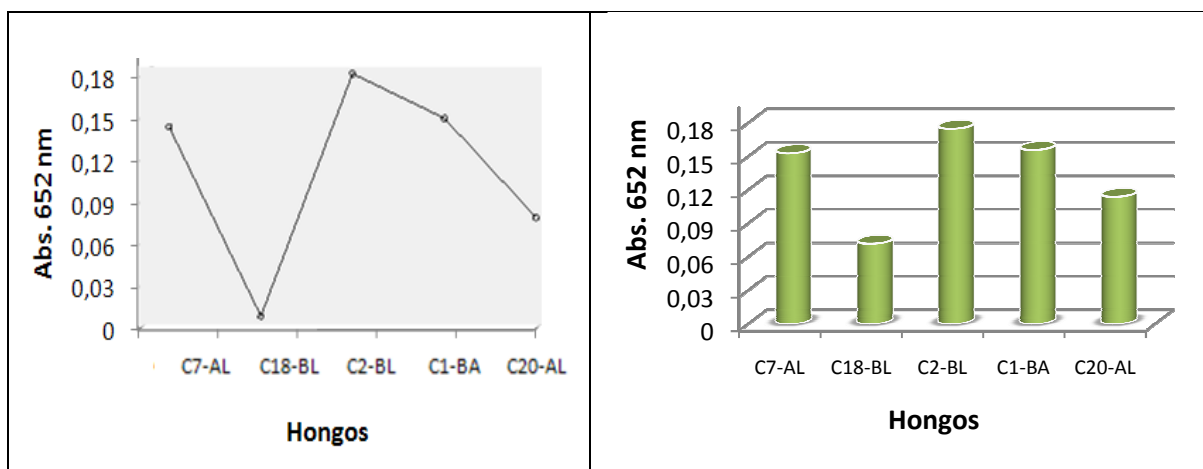 Abs. 652 nm
0,18
0,15
0,12
0,09
0,06
0,03
0
C7-AL C18-BL C2-BL C1-BA C20-AL
Hongos
Abs. 652 nm
0,18
0,15
0,12
0,09
0,06
0,03
0
C7-AL C18-BL C2-BL C1-BA C20-AL
Hongos